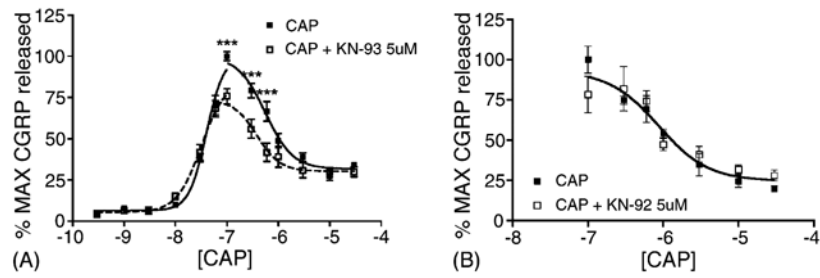 CAP
CAP + KN-93 5uM
***
***
***
% MAX CGRP released
125
100
75
50
25
0
-10 -9 -8 -7 -6 -5 -4
[CAP]
(A)
% MAX CGRP released
125
100
75
50
25
0
CAP
CAP + KN-92 5uM
-8 -7 -6 -5 -4
[CAP]
(B)